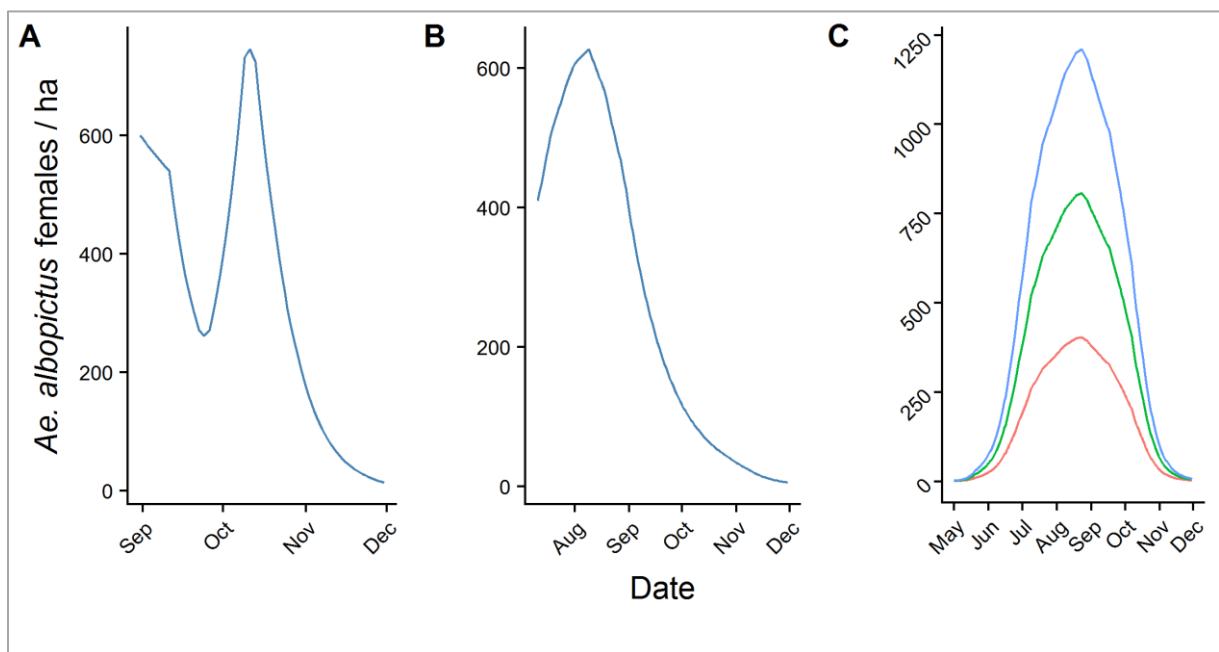 A
B
C
Ae. albopictus females / ha
600
400
200
0
Sep
Oct
Nov
Dec
600
400
200
0
Aug
Sep
Oct
Nov
Dec
1250
1000
750
500
250
0
May
Jun
Jul
Aug
Sep
Oct
Nov
Dec
Date